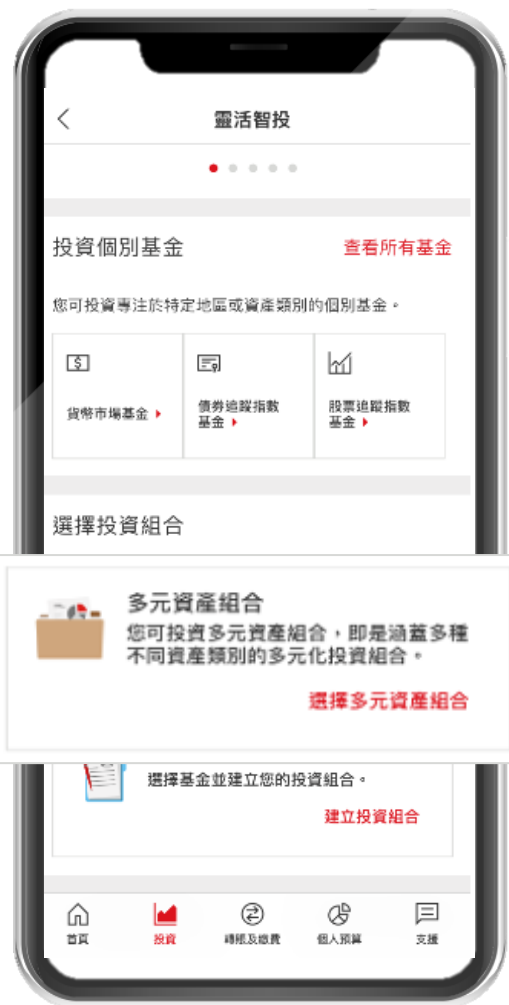 靈活智投
投資個別基金
查看所有基金
您可投資專注於特定地區或資產類別的個別基金。
貨幣市場基金
債券追蹤指數
基金
股票追蹤指數
基金
選擇投資組合
多元資產組合
您可投資多元資產組合，即是涵蓋多種
不同資產類別的多元化投資組合。
選擇多元資產組合
選擇基金並建立您的投資組合。
建立投資組合
首頁
投資
轉賬及繳費
個人預算
支援